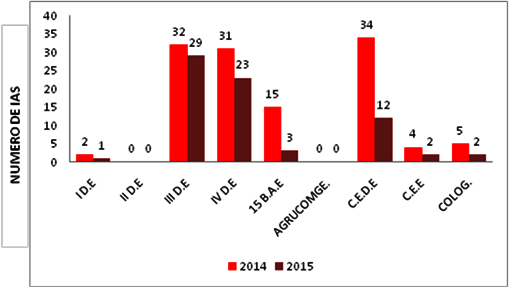 NUMERO DE IAS
40
35
30
25
20
15
10
5
0
2 1
0 0
32 29
31 23
15 3
0 0
34 12
4 2
5 2
I D.E
II D.E
III D.E
IV D.E
15 B.A.E
AGRUCOMGE.
C.E.D.E
C.E.E
COLOG.
2014 2015